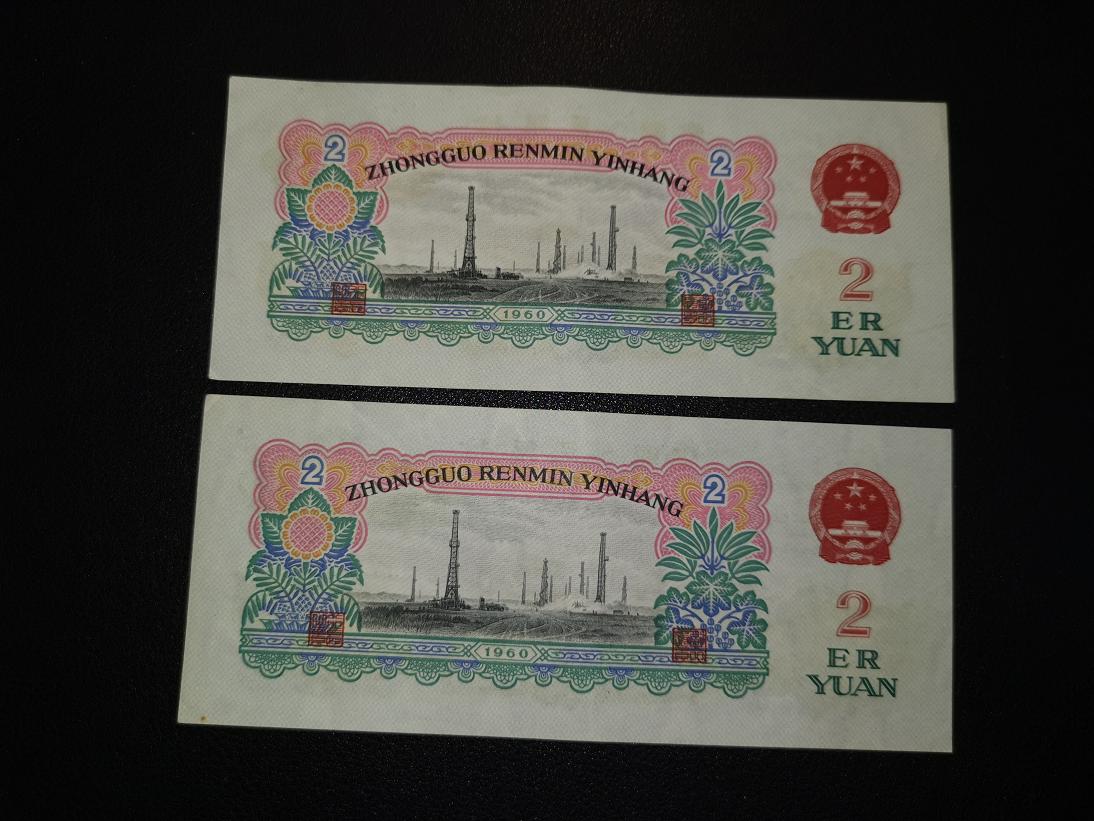 2 2
ZHONGGUO RENMIN YINHANG
1960
2
ER
YUAN
2 2
ZHONGGUO RENMIN YINHANG
1960
2
ER
YUAN